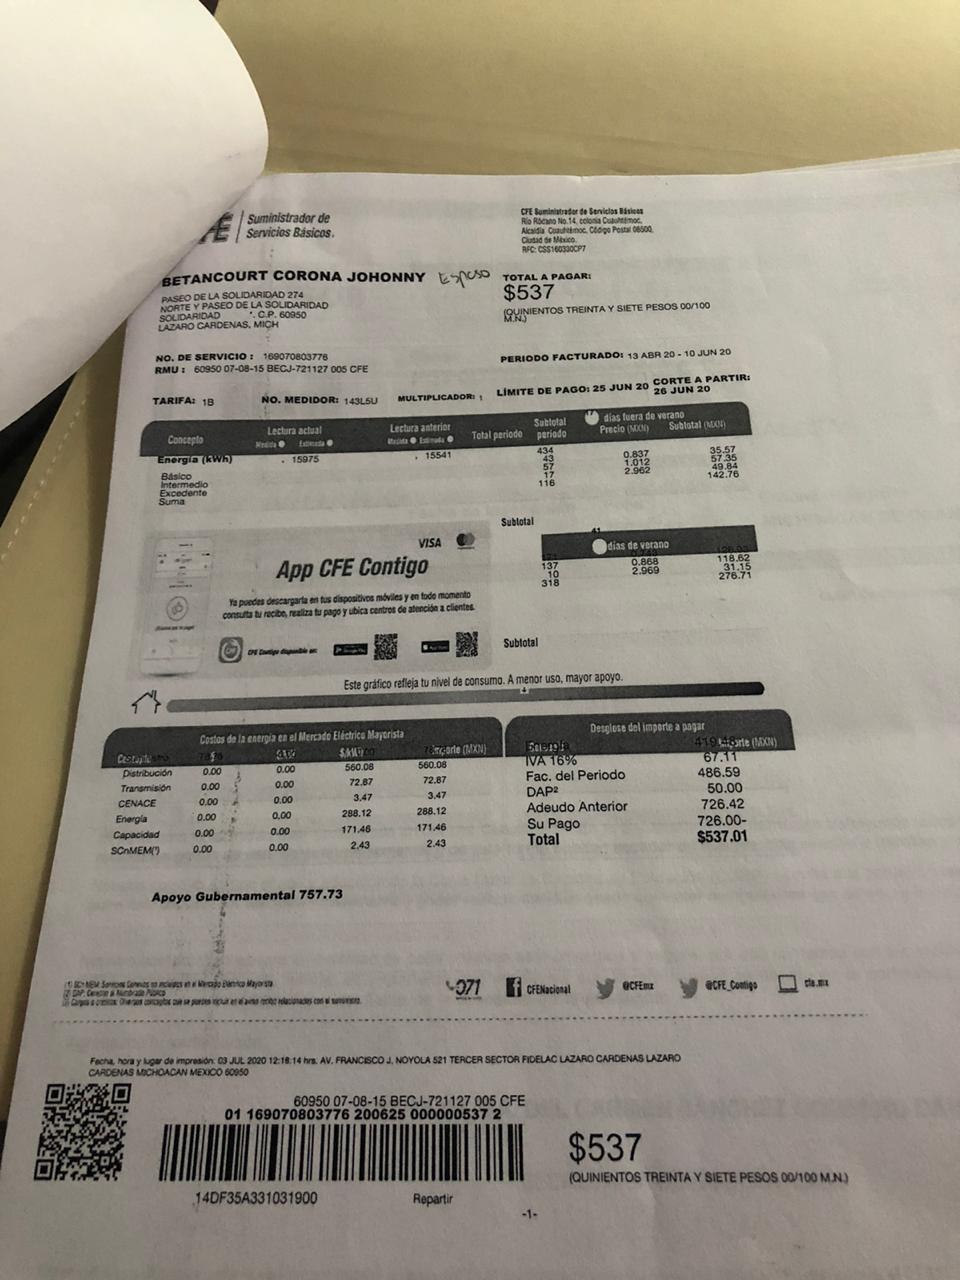 Suministrador de
Servicios Básicos.
CFE Suministrador de Servicios Básicos
Río Ródano No.14, colonia Cuauhtémoc,
Alcaldía Cuauhtémoc, Código Postal 06500,
Ciudad de México.
RFC: CSS160330CP7
BETANCOURT CORONA JOHONNY Esposo
PASEO DE LA SOLIDARIDAD 274
NORTE Y PASEO DE LA SOLIDARIDAD
SOLIDARIDAD C.P. 60950
LAZARO CARDENAS, MICH
TOTAL A PAGAR:
$537
(QUINIENTOS TREINTA Y SIETE PESOS 00/100
M.N.)
NO. DE SERVICIO : 169070803776
RMU : 60950 07-08-15 BECJ-721127 005 CFE
PERIODO FACTURADO: 13 ABR 20 - 10 JUN 20
TARIFA: 1B NO. MEDIDOR: 143L5U MULTIPLICADOR: 1 LÍMITE DE PAGO: 25 JUN 20 CORTE A PARTIR:
26 JUN 20
Concepto Lectura actual Lectura anterior Total periodo Subtotal periodo 17 días fuera de verano
Medida Estimada Medida Estimada Precio (MXN) Subtotal (MXN)
Energía (kWh) 15975 15541 434
Básico 43 0.837 35.57
Intermedio 57 1.012 57.35
Excedente 17 2.962 49.84
Suma 116 142.76
Subtotal
41
días de verano
137 0.868 118.62
10 2.969 31.15
318 276.71
Subtotal
VISA
App CFE Contigo
Ya puedes descargarla en tus dispositivos móviles y en todo momento
consulta tu recibo, realiza tu pago y ubica centros de atención a clientes.
CFE Contigo disponible en:
Este gráfico refleja tu nivel de consumo. A menor uso, mayor apoyo.
4
Costos de la energía en el Mercado Eléctrico Mayorista
$ $/kW Importe (MXN)
Distribución 0.00 0.00 560.08 560.08
Transmisión 0.00 0.00 72.87 72.87
CENACE 0.00 0.00 3.47 3.47
Energía 0.00 0.00 288.12 288.12
Capacidad 0.00 0.00 171.46 171.46
SCnMEM(¹) 0.00 0.00 2.43 2.43
Desglose del importe a pagar
Energía Importe (MXN)
IVA 16% 67.11
Fac. del Periodo 486.59
DAP² 50.00
Adeudo Anterior 726.42
Su Pago 726.00-
Total $537.01
Apoyo Gubernamental 757.73
(1) SCnMEM: Servicios Conexos no incluidos en el Mercado Eléctrico Mayorista
(2) DAP: Derecho al Alumbrado Público
(3) Cargos o créditos: Diversos conceptos que se pueden incluir en el aviso recibo relacionados con el suministro.
071
CFENacional
@CFEmx
@CFE_Contigo
cfe.mx
Fecha, hora y lugar de impresión: 03 JUL 2020 12:18:14 hrs. AV. FRANCISCO J. NOYOLA 521 TERCER SECTOR FIDELAC LAZARO CARDENAS LAZARO
CARDENAS MICHOACAN MEXICO 60950
60950 07-08-15 BECJ-721127 005 CFE
01 169070803776 200625 000000537 2
14DF35A331031900 Repartir
$537
(QUINIENTOS TREINTA Y SIETE PESOS 00/100 M.N.)
-1-